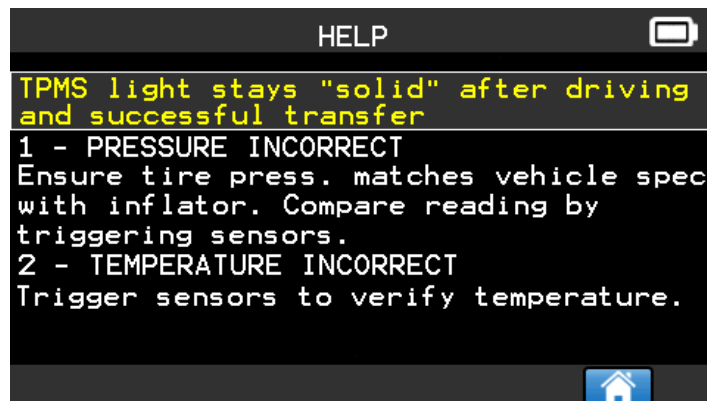 HELP
TPMS light stays "solid" after driving
and successful transfer
1 - PRESSURE INCORRECT
Ensure tire press. matches vehicle spec
with inflator. Compare reading by
triggering sensors.
2 - TEMPERATURE INCORRECT
Trigger sensors to verify temperature.